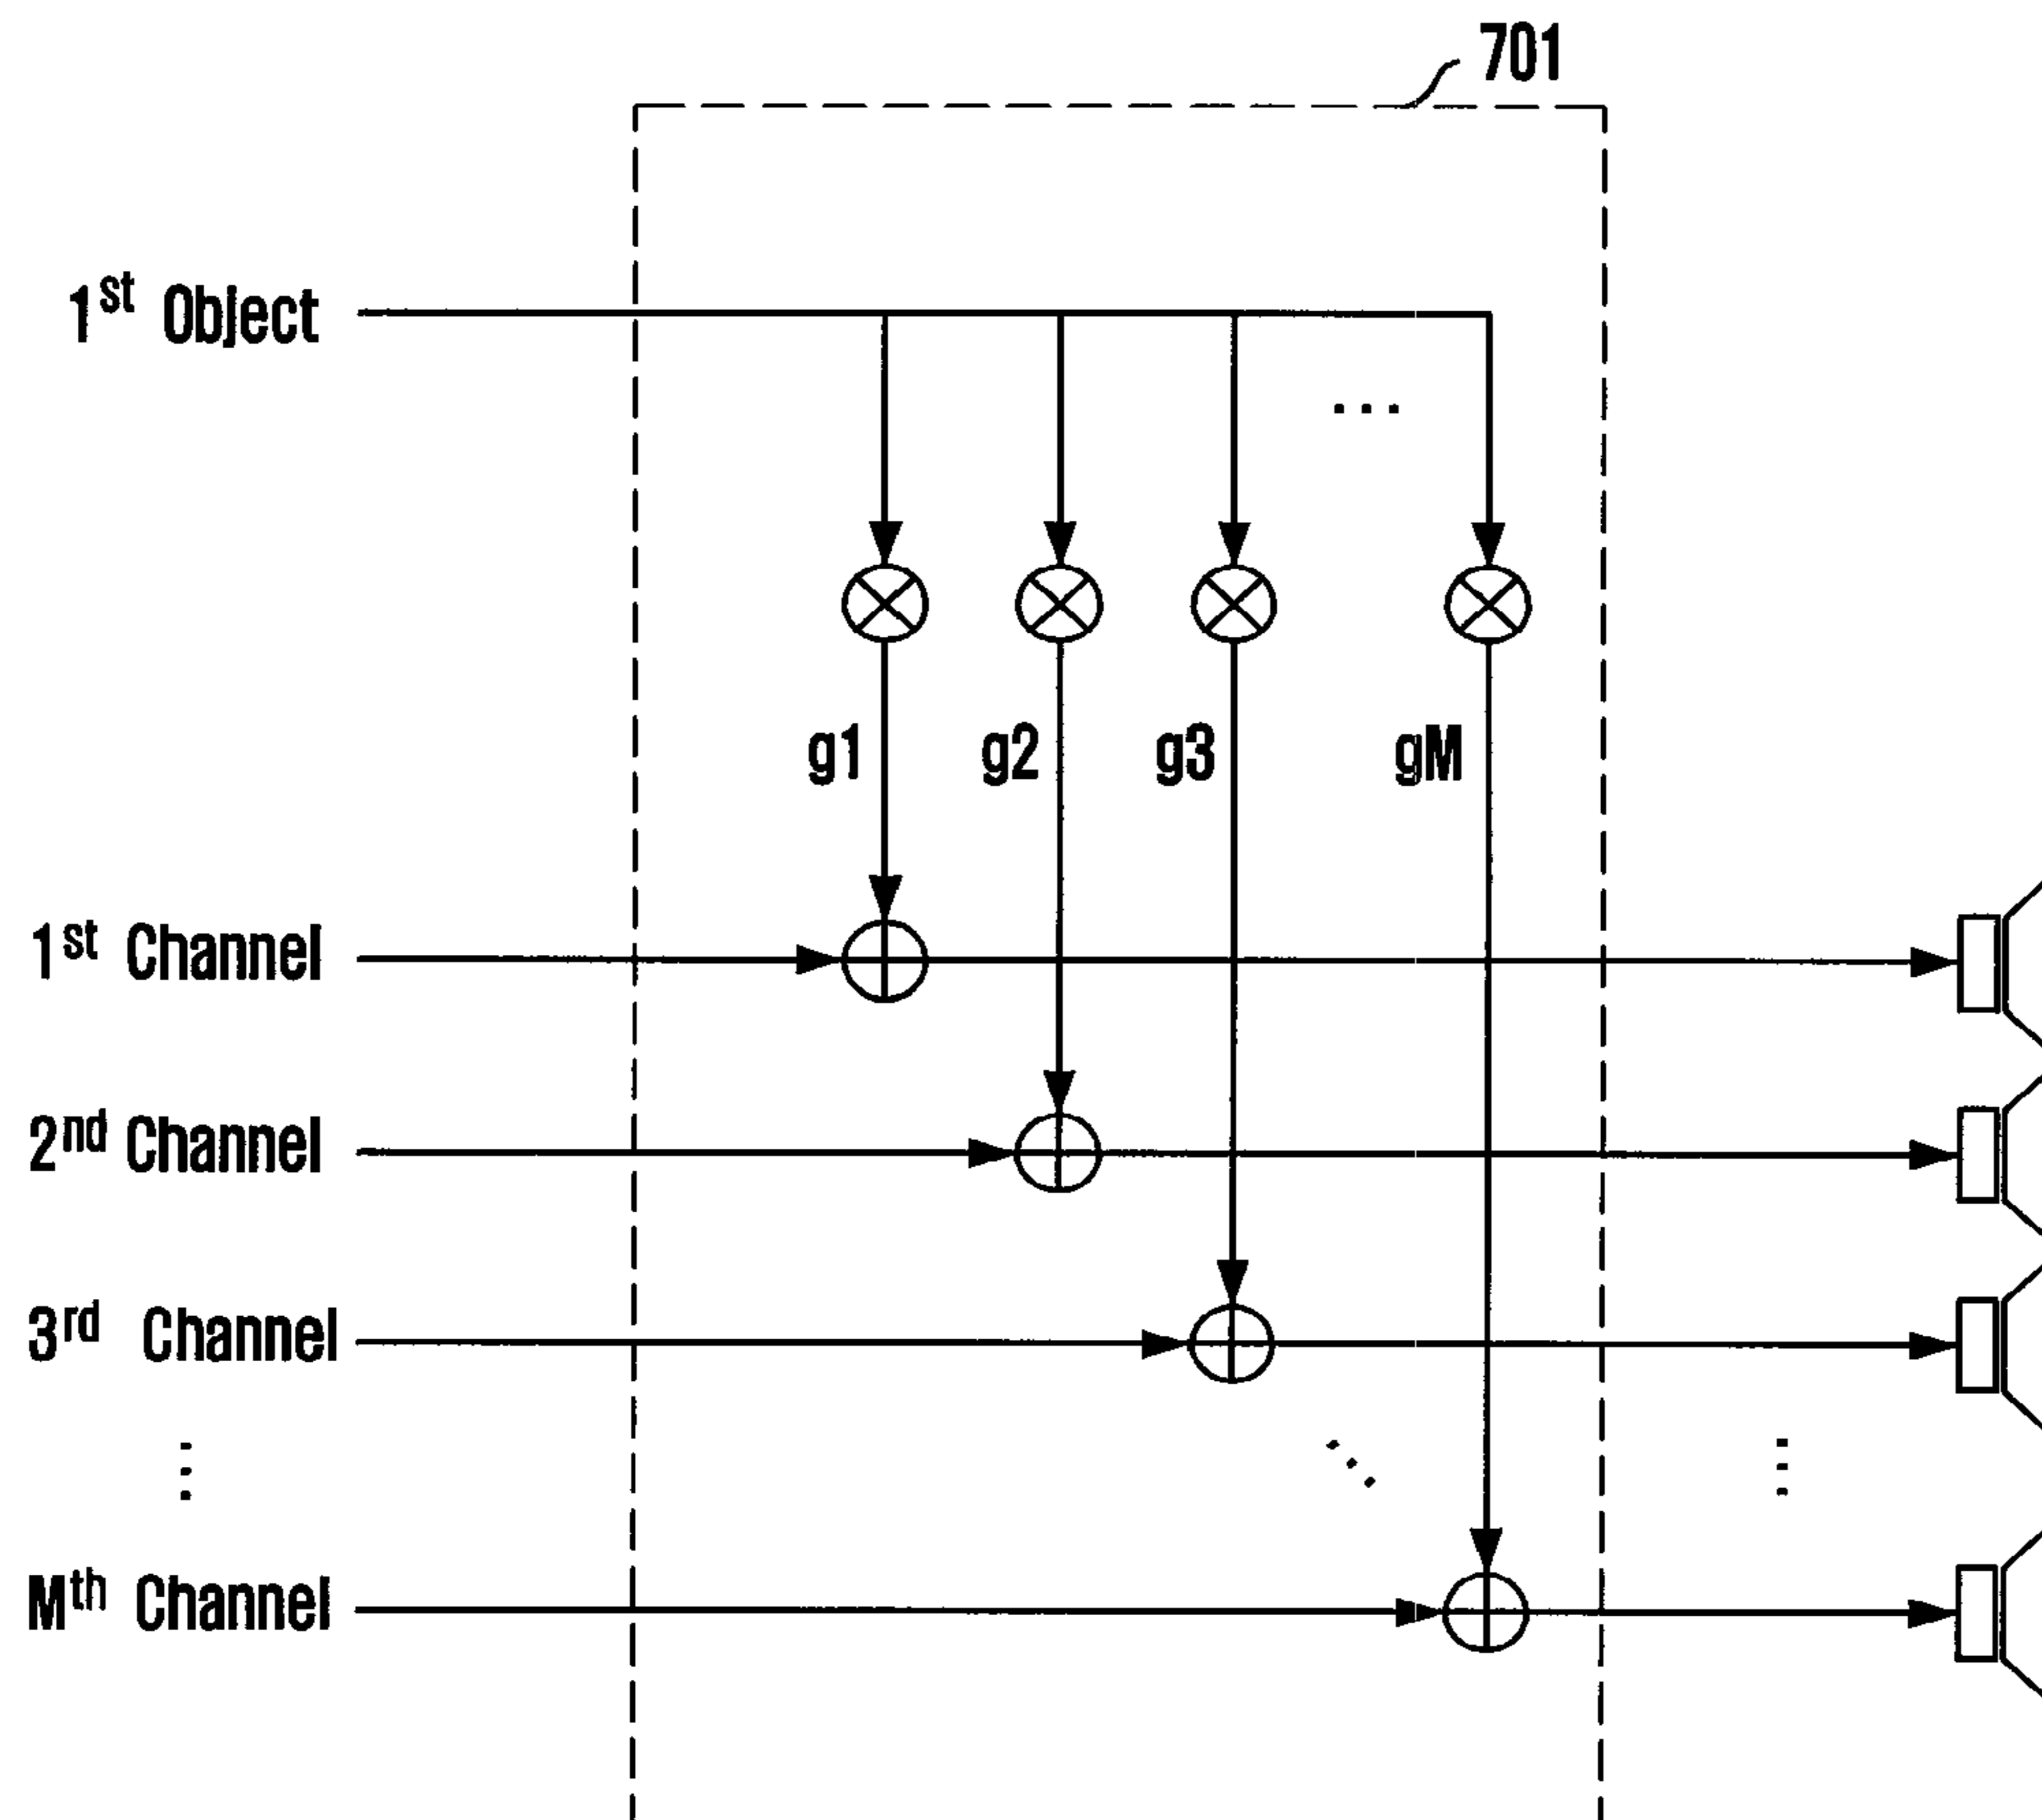 701
1st Object
...
g1 g2 g3 gM
1st Channel
2nd Channel
3rd Channel
Mth Channel